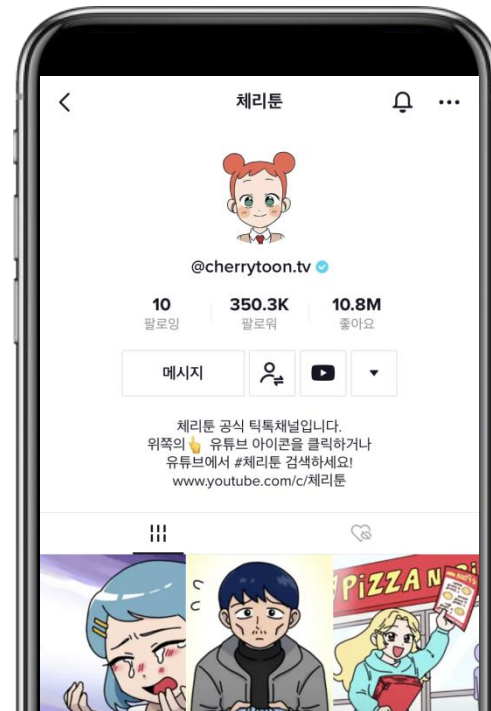 체리툰
@cherrytoon.tv
10 350.3K 10.8M
팔로잉 팔로워 좋아요
메시지
체리툰 공식 틱톡채널입니다.
위쪽의👆 유튜브 아이콘을 클릭하거나
유튜브에서 #체리툰 검색하세요!
www.youtube.com/c/체리툰
PIZZA